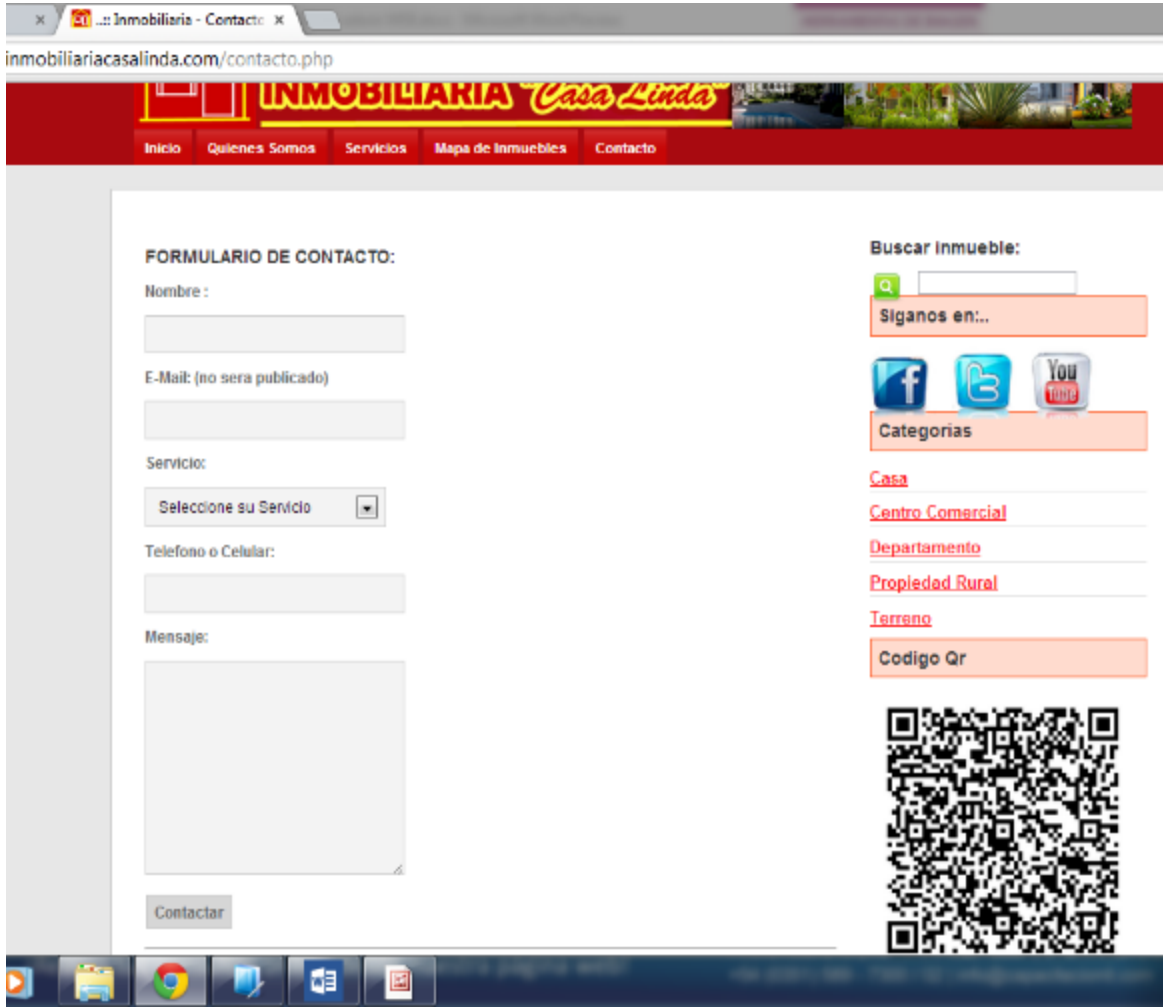 ..:: Inmobiliaria - Contacto
inmobiliariacasalinda.com/contacto.php
INMOBILIARIA "Casa Linda"
Inicio Quienes Somos Servicios Mapa de Inmuebles Contacto
FORMULARIO DE CONTACTO:
Nombre :
E-Mail: (no sera publicado)
Servicio:
Seleccione su Servicio
Telefono o Celular:
Mensaje:
Contactar
Buscar inmueble:
Siganos en:..
You
Tube
Categorias
Casa
Centro Comercial
Departamento
Propiedad Rural
Terreno
Codigo Qr